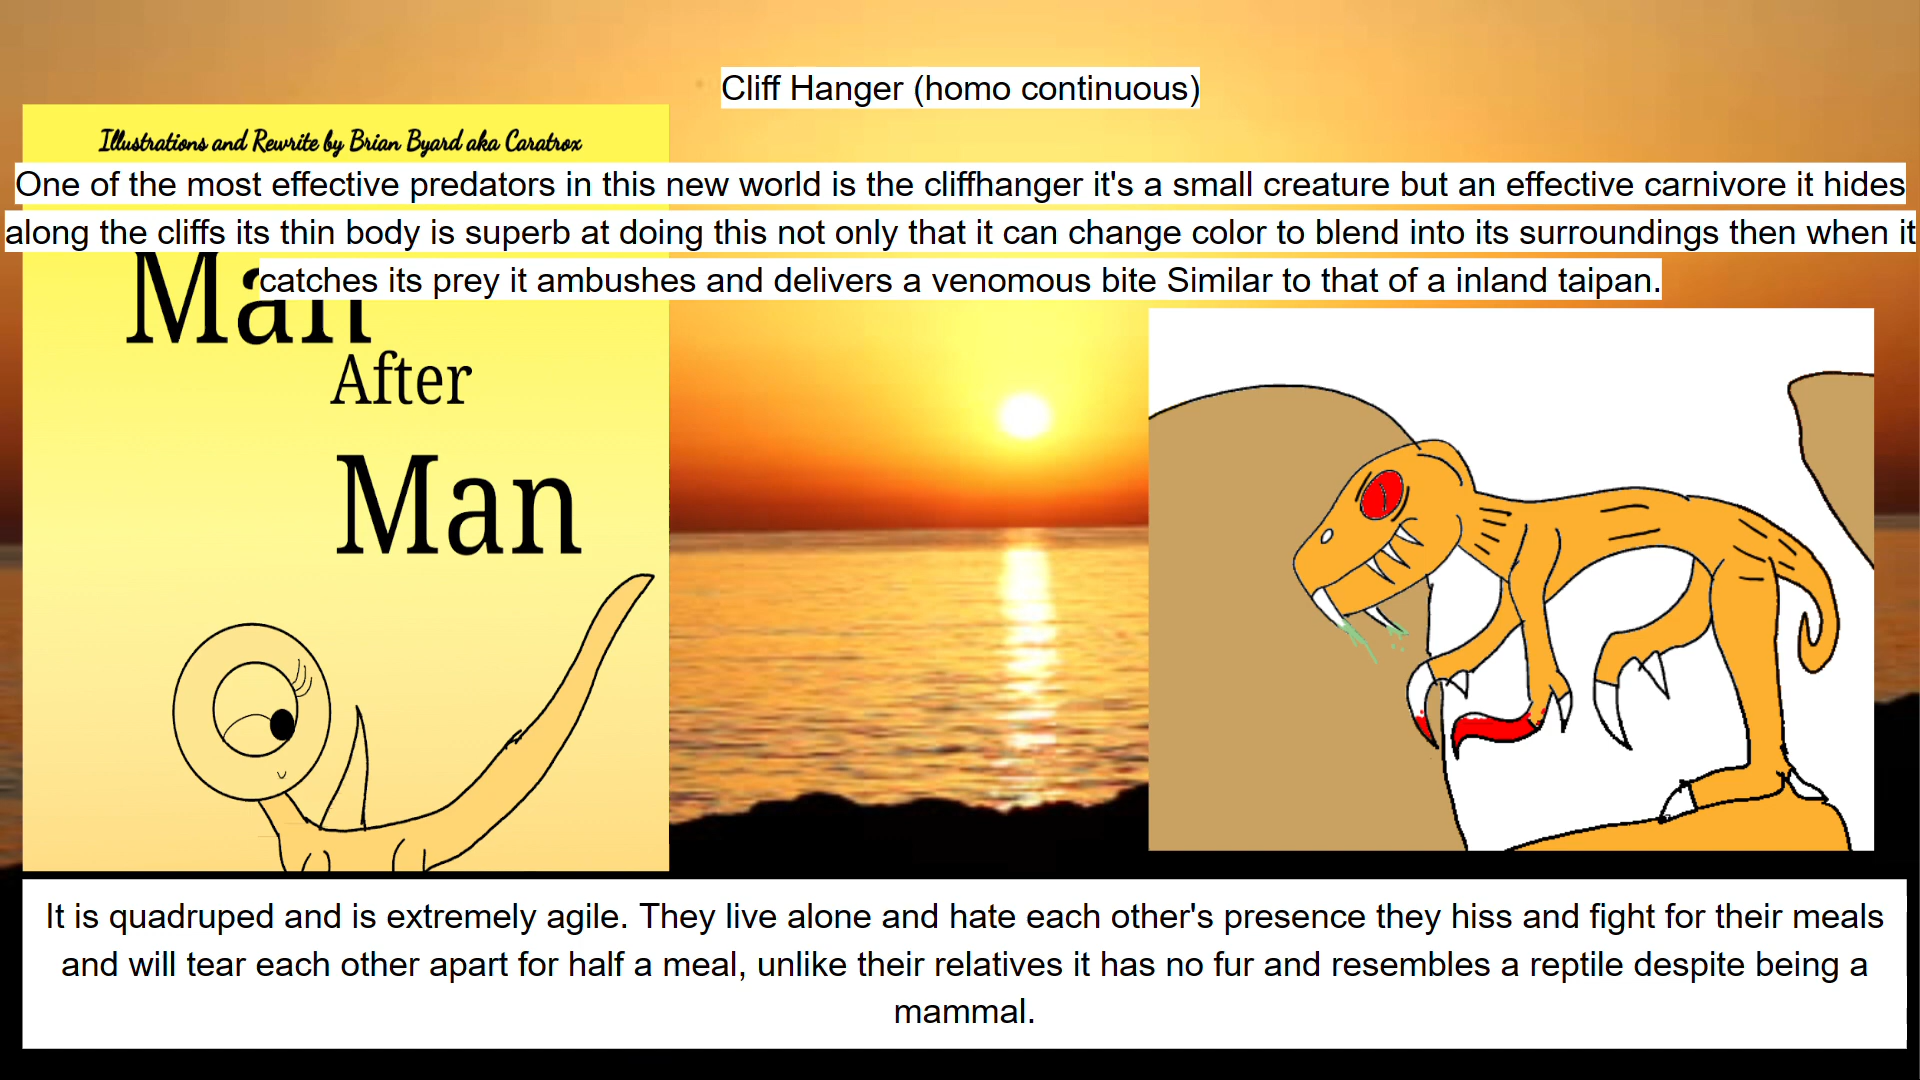 Cliff Hanger (homo continuous)
Illustrations and Rewrite by Brian Byard aka Caratrox
One of the most effective predators in this new world is the cliffhanger it's a small creature but an effective carnivore it hides
along the cliffs its thin body is superb at doing this not only that it can change color to blend into its surroundings then when it
catches its prey it ambushes and delivers a venomous bite Similar to that of a inland taipan.
Man
After
Man
It is quadruped and is extremely agile. They live alone and hate each other's presence they hiss and fight for their meals
and will tear each other apart for half a meal, unlike their relatives it has no fur and resembles a reptile despite being a
mammal.